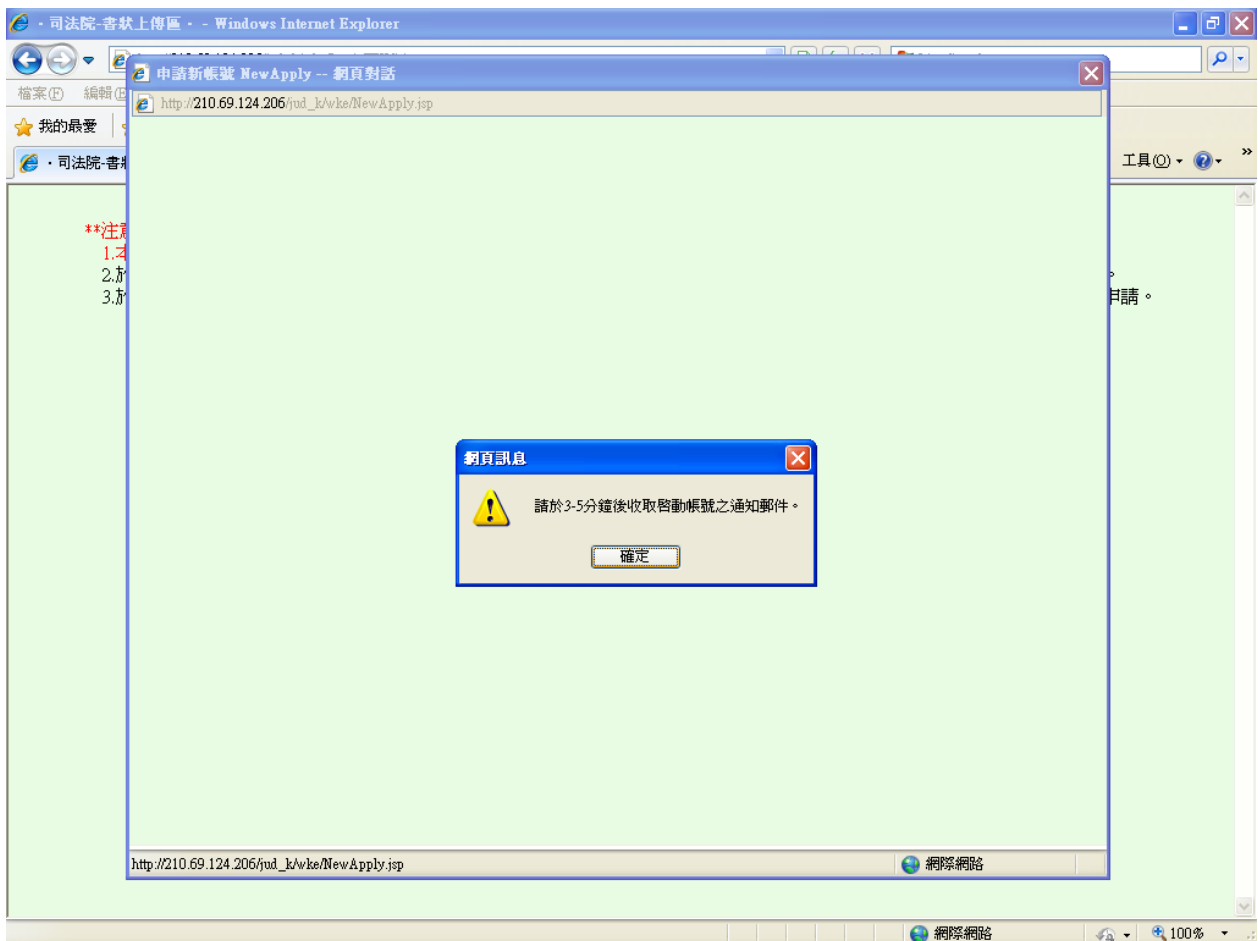 ・司法院-書狀上傳區・ - Windows Internet Explorer
申請新帳號 NewApply -- 網頁對話
http://210.69.124.206/jud_k/wke/NewApply.jsp
檔案(F) 編輯(E
我的最愛
・司法院-書
工具(O)
**注意
1.本
2.於
3.於 申請。
網頁訊息
請於3-5分鐘後收取啓動帳號之通知郵件。
確定
http://210.69.124.206/jud_k/wke/NewApply.jsp 網際網路
網際網路 100%